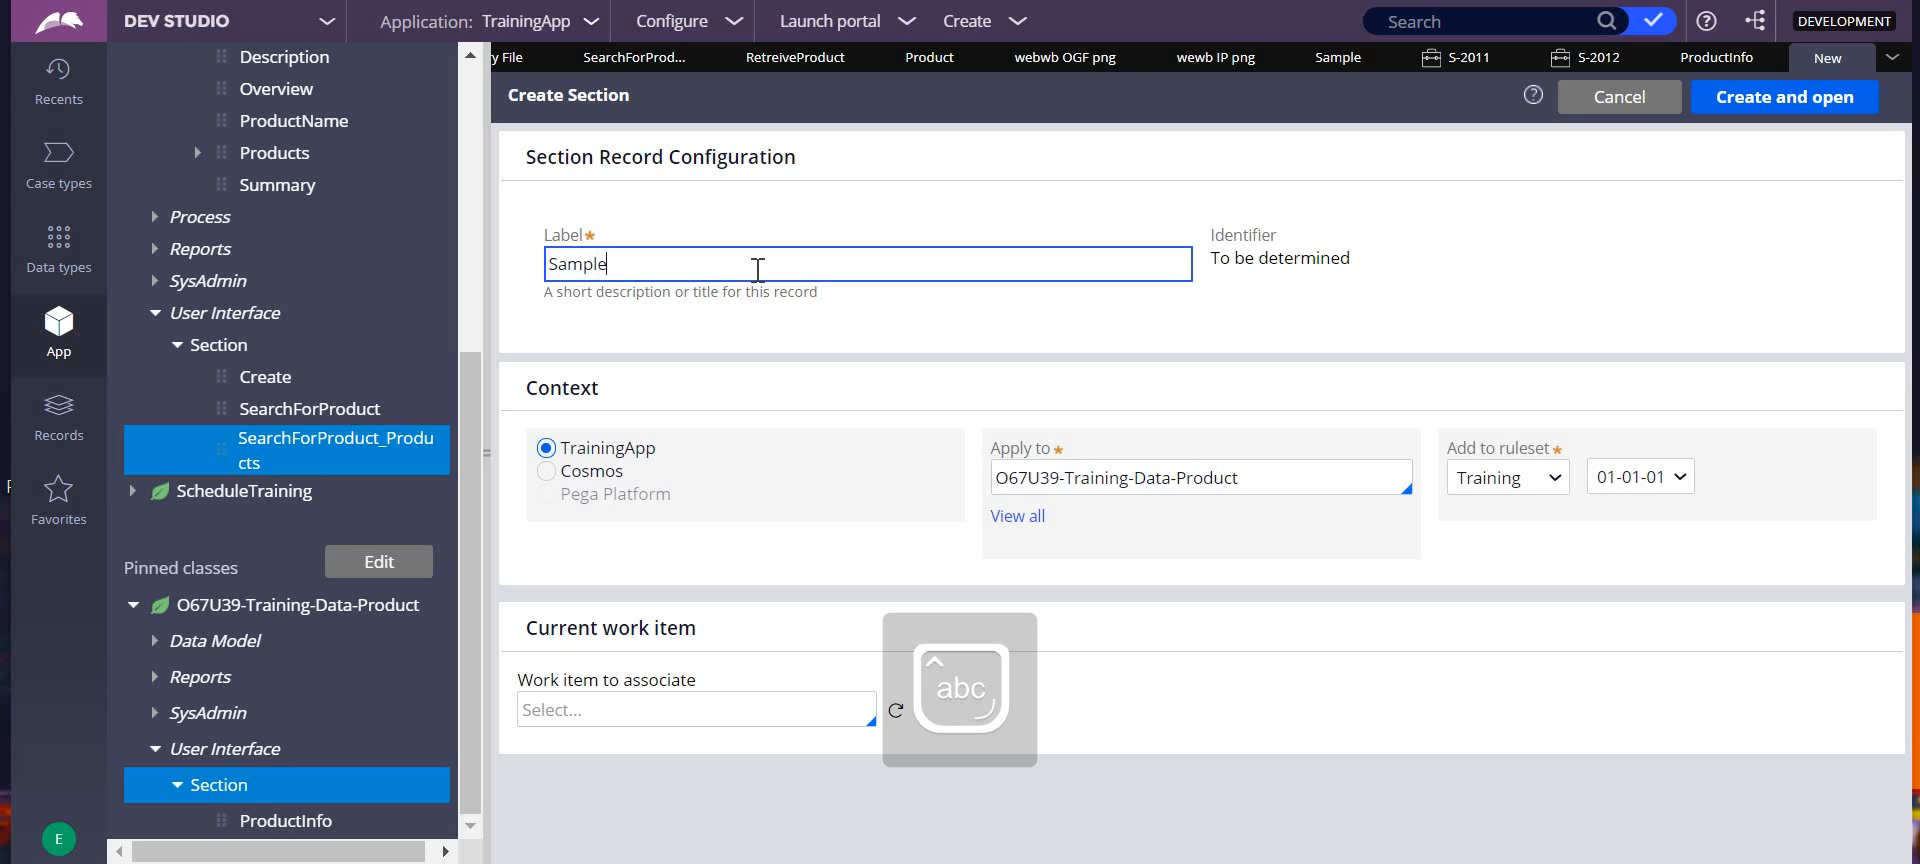 DEV STUDIO
Application: TrainingApp
Configure
Launch portal
Create
Search
DEVELOPMENT
y File
SearchForProd...
RetreiveProduct
Product
webwb OGF png
wewb IP png
Sample
S-2011
S-2012
ProductInfo
New
Recents
Case types
Data types
App
Records
Favorites
E
Description
Overview
ProductName
Products
Summary
Process
Reports
SysAdmin
User Interface
Section
Create
SearchForProduct
SearchForProduct_Produ
cts
ScheduleTraining
Pinned classes
Edit
O67U39-Training-Data-Product
Data Model
Reports
SysAdmin
User Interface
Section
ProductInfo
Create Section
Cancel
Create and open
Section Record Configuration
Label*
Sample
A short description or title for this record
Identifier
To be determined
Context
TrainingApp
Cosmos
Pega Platform
Apply to *
O67U39-Training-Data-Product
View all
Add to ruleset *
Training
01-01-01
Current work item
Work item to associate
Select...
abc